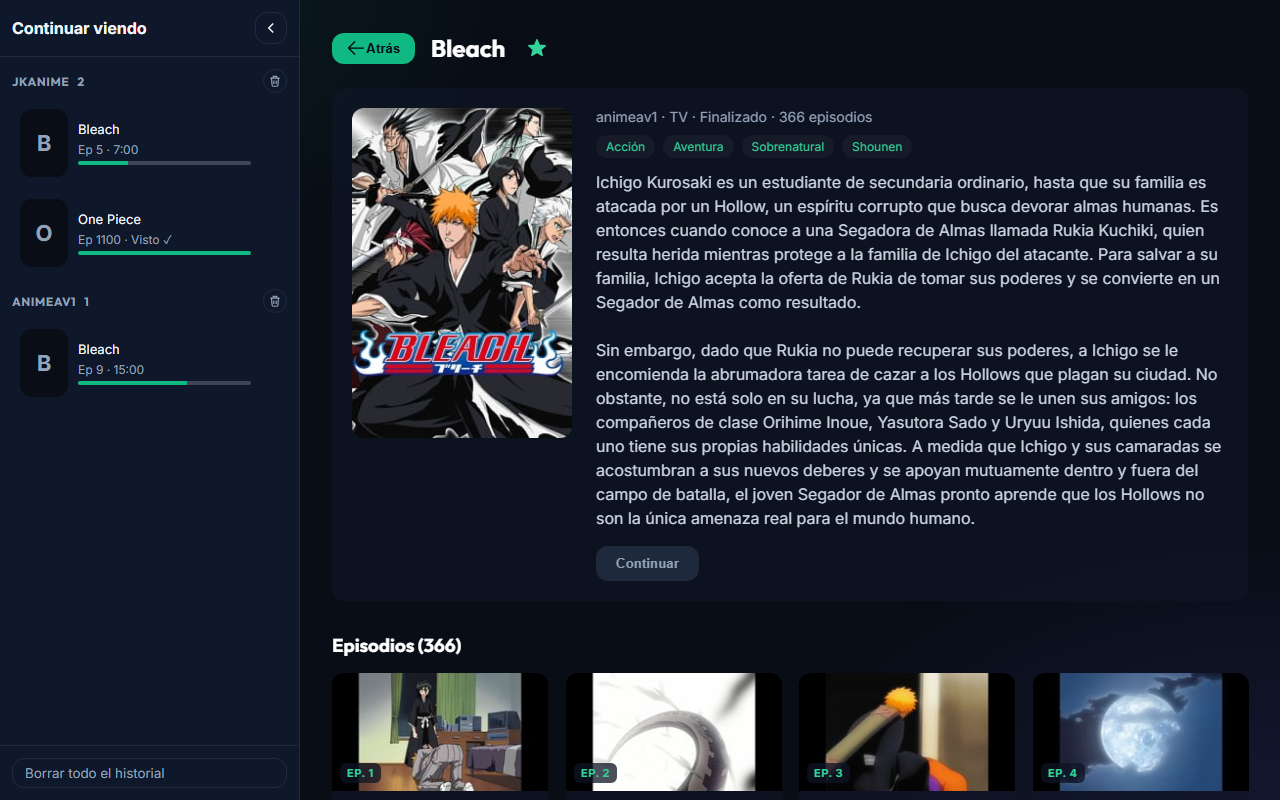 Continuar viendo
JKANIME 2
B
Bleach
Ep 5 · 7:00
O
One Piece
Ep 1100 · Visto ✓
ANIMEAV1 1
B
Bleach
Ep 9 · 15:00
Borrar todo el historial
Atrás
Bleach
BLEACH
ブリーチ
animeav1 · TV · Finalizado · 366 episodios
Acción Aventura Sobrenatural Shounen
Ichigo Kurosaki es un estudiante de secundaria ordinario, hasta que su familia es
atacada por un Hollow, un espíritu corrupto que busca devorar almas humanas. Es
entonces cuando conoce a una Segadora de Almas llamada Rukia Kuchiki, quien
resulta herida mientras protege a la familia de Ichigo del atacante. Para salvar a su
familia, Ichigo acepta la oferta de Rukia de tomar sus poderes y se convierte en un
Segador de Almas como resultado.
Sin embargo, dado que Rukia no puede recuperar sus poderes, a Ichigo se le
encomienda la abrumadora tarea de cazar a los Hollows que plagan su ciudad. No
obstante, no está solo en su lucha, ya que más tarde se le unen sus amigos: los
compañeros de clase Orihime Inoue, Yasutora Sado y Uryuu Ishida, quienes cada
uno tiene sus propias habilidades únicas. A medida que Ichigo y sus camaradas se
acostumbran a sus nuevos deberes y se apoyan mutuamente dentro y fuera del
campo de batalla, el joven Segador de Almas pronto aprende que los Hollows no
son la única amenaza real para el mundo humano.
Continuar
Episodios (366)
EP. 1
EP. 2
EP. 3
EP. 4